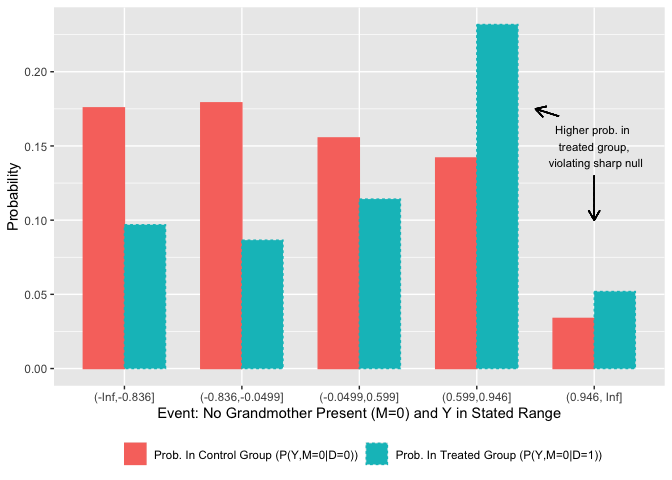 0.20
0.15
0.10
0.05
0.00
Probability
Higher prob. in
treated group,
violating sharp null
(-Inf,-0.836]
(-0.836,-0.0499]
(-0.0499,0.599]
(0.599,0.946]
(0.946, Inf]
Event: No Grandmother Present (M=0) and Y in Stated Range
Prob. In Control Group (P(Y,M=0|D=0))
Prob. In Treated Group (P(Y,M=0|D=1))